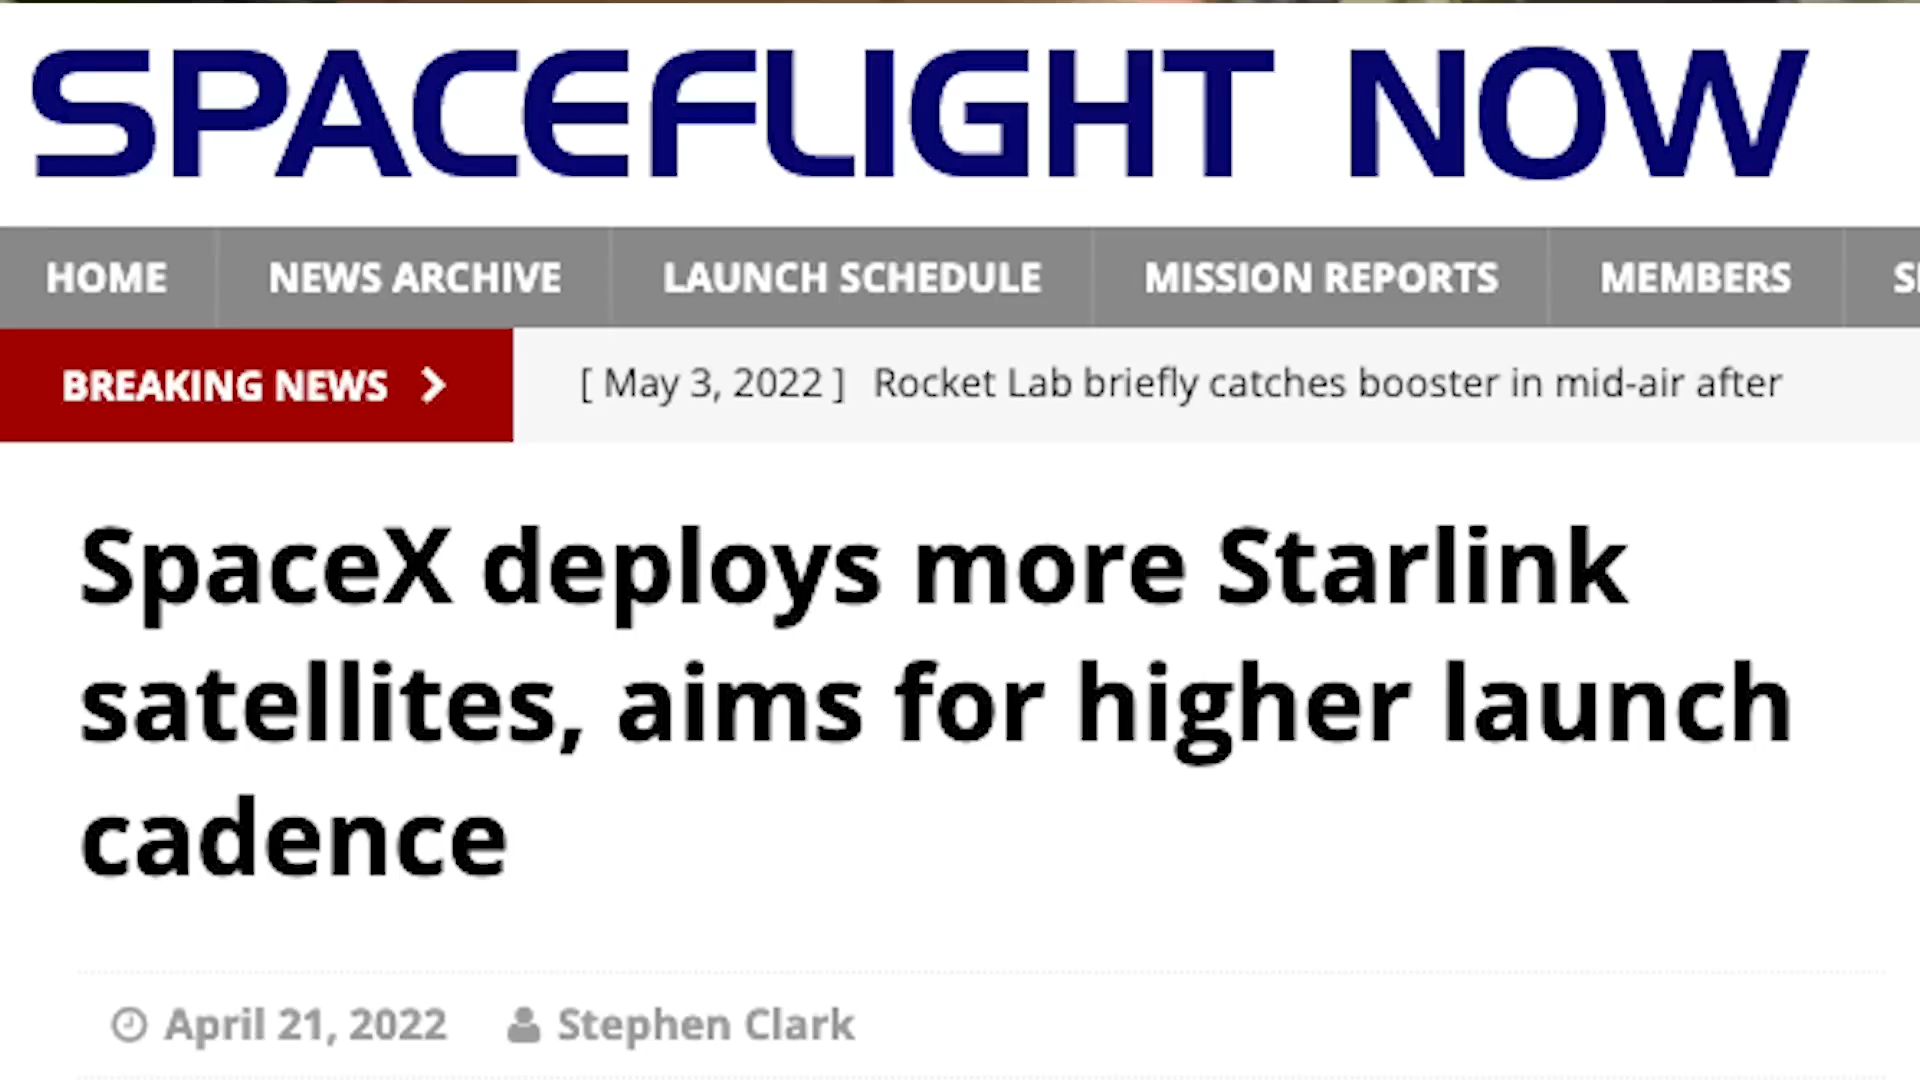 SPACEFLIGHT NOW
HOME NEWS ARCHIVE LAUNCH SCHEDULE MISSION REPORTS MEMBERS
BREAKING NEWS [ May 3, 2022 ] Rocket Lab briefly catches booster in mid-air after
SpaceX deploys more Starlink
satellites, aims for higher launch
cadence
April 21, 2022 Stephen Clark